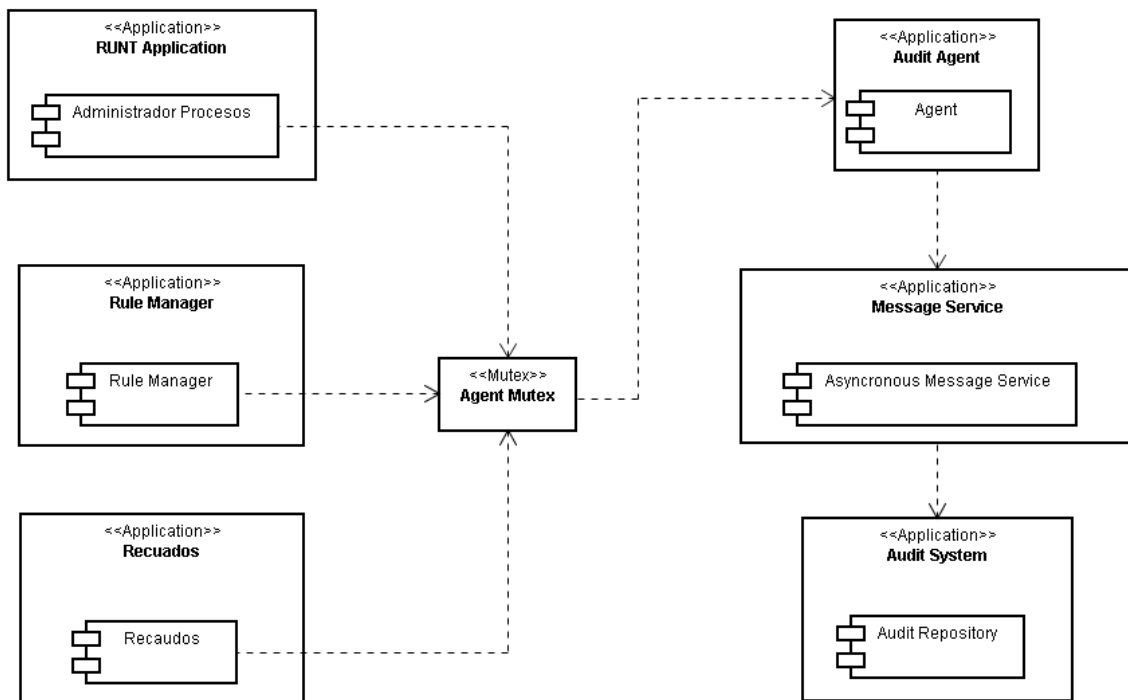 <<Application>>
RUNT Application
Administrador Procesos
<<Application>>
Rule Manager
Rule Manager
<<Application>>
Recuados
Recaudos
<<Mutex>>
Agent Mutex
<<Application>>
Audit Agent
Agent
<<Application>>
Message Service
Asyncronous Message Service
<<Application>>
Audit System
Audit Repository